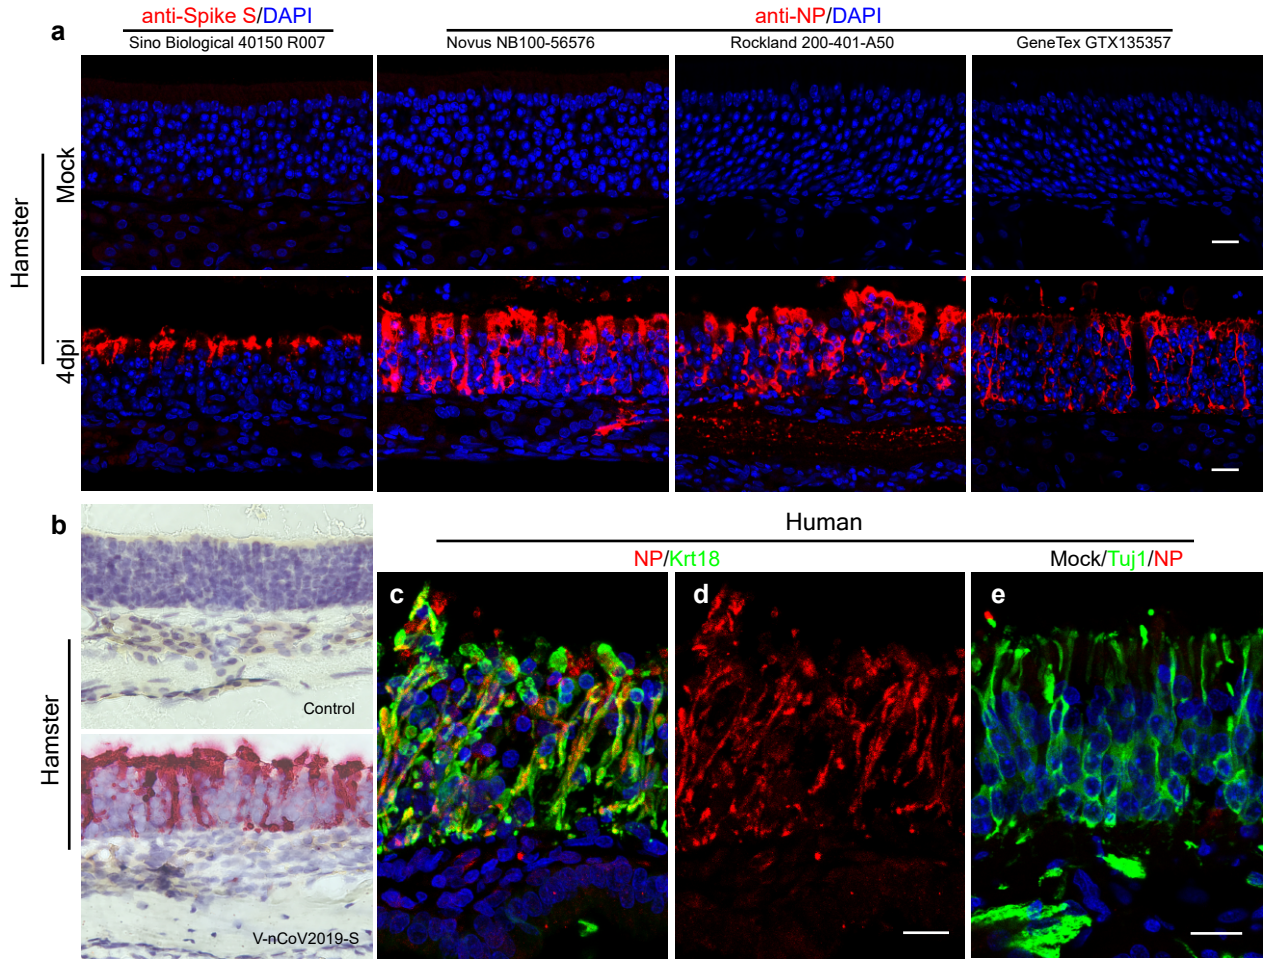 a
anti-Spike S/DAPI
anti-NP/DAPI
Sino Biological 40150 R007
Novus NB100-56576
Rockland 200-401-A50
GeneTex GTX135357
Hamster
Mock
4dpi
b
Hamster
Control
V-nCoV2019-S
Human
NP/Krt18
Mock/Tuj1/NP
c
d
e